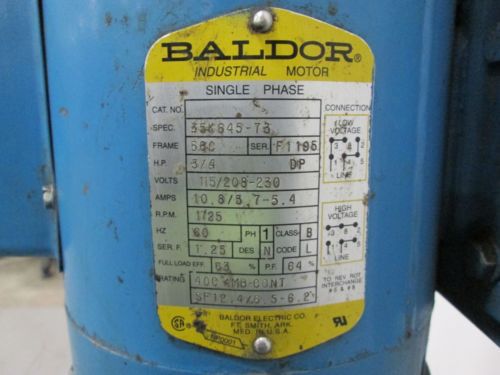 BALDOR®
INDUSTRIAL MOTOR
SINGLE PHASE
CAT. NO. CONNECTION
SPEC. 35K645-73 LOW VOLTAGE
FRAME 56C SER. F1195
H.P. 3/4 DP
VOLTS 115/208-230 LINE
AMPS 10.8/5.7-5.4
R.P.M. 1725 HIGH VOLTAGE
HZ 60 PH 1 CLASS B
SER. F. 1.25 DES N CODE L
FULL LOAD EFF. 63 % P.F. 64 % LINE
RATING 40C AMB-CONT TO REV. ROT. INTERCHANGE
SF12.4/6.5-6.2
BALDOR ELECTRIC CO.
FT. SMITH, ARK.
MFD. IN U.S.A.